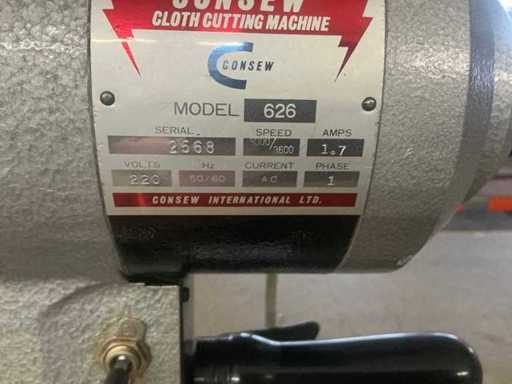 CONSEW
CLOTH CUTTING MACHINE
CONSEW
MODEL 626
SERIAL SPEED AMPS
2568 3000/3600 1.7
VOLTS Hz CURRENT PHASE
220 50/60 AC 1
CONSEW INTERNATIONAL LTD.